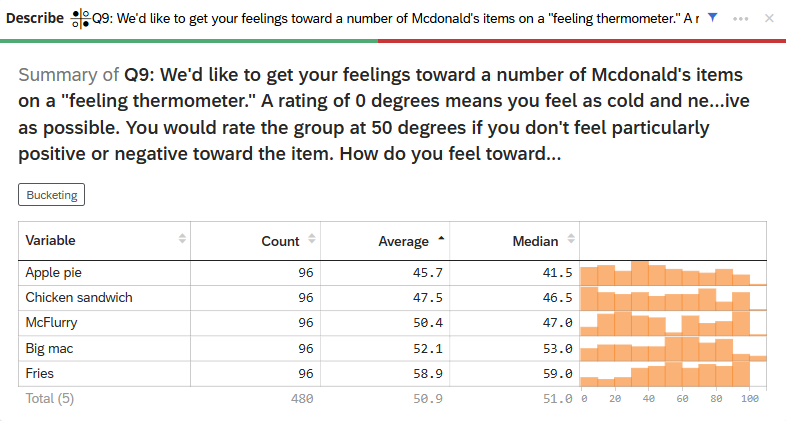 Describe Q9: We'd like to get your feelings toward a number of Mcdonald's items on a "feeling thermometer." A r
Summary of Q9: We'd like to get your feelings toward a number of Mcdonald's items
on a "feeling thermometer." A rating of 0 degrees means you feel as cold and ne...ive
as possible. You would rate the group at 50 degrees if you don't feel particularly
positive or negative toward the item. How do you feel toward...
Bucketing
Variable Count Average Median
Apple pie 96 45.7 41.5
Chicken sandwich 96 47.5 46.5
McFlurry 96 50.4 47.0
Big mac 96 52.1 53.0
Fries 96 58.9 59.0
Total (5) 480 50.9 51.0 0 20 40 60 80 100